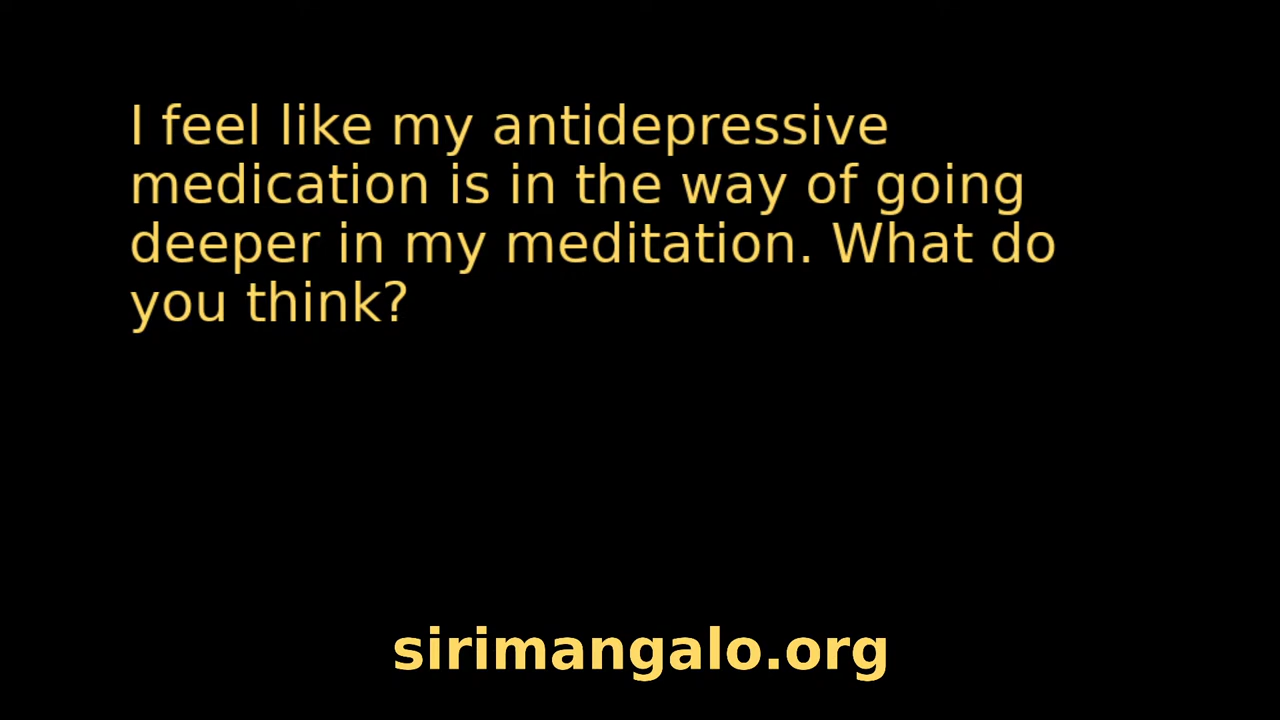 I feel like my antidepressive
medication is in the way of going
deeper in my meditation. What do
you think?
sirimangalo.org